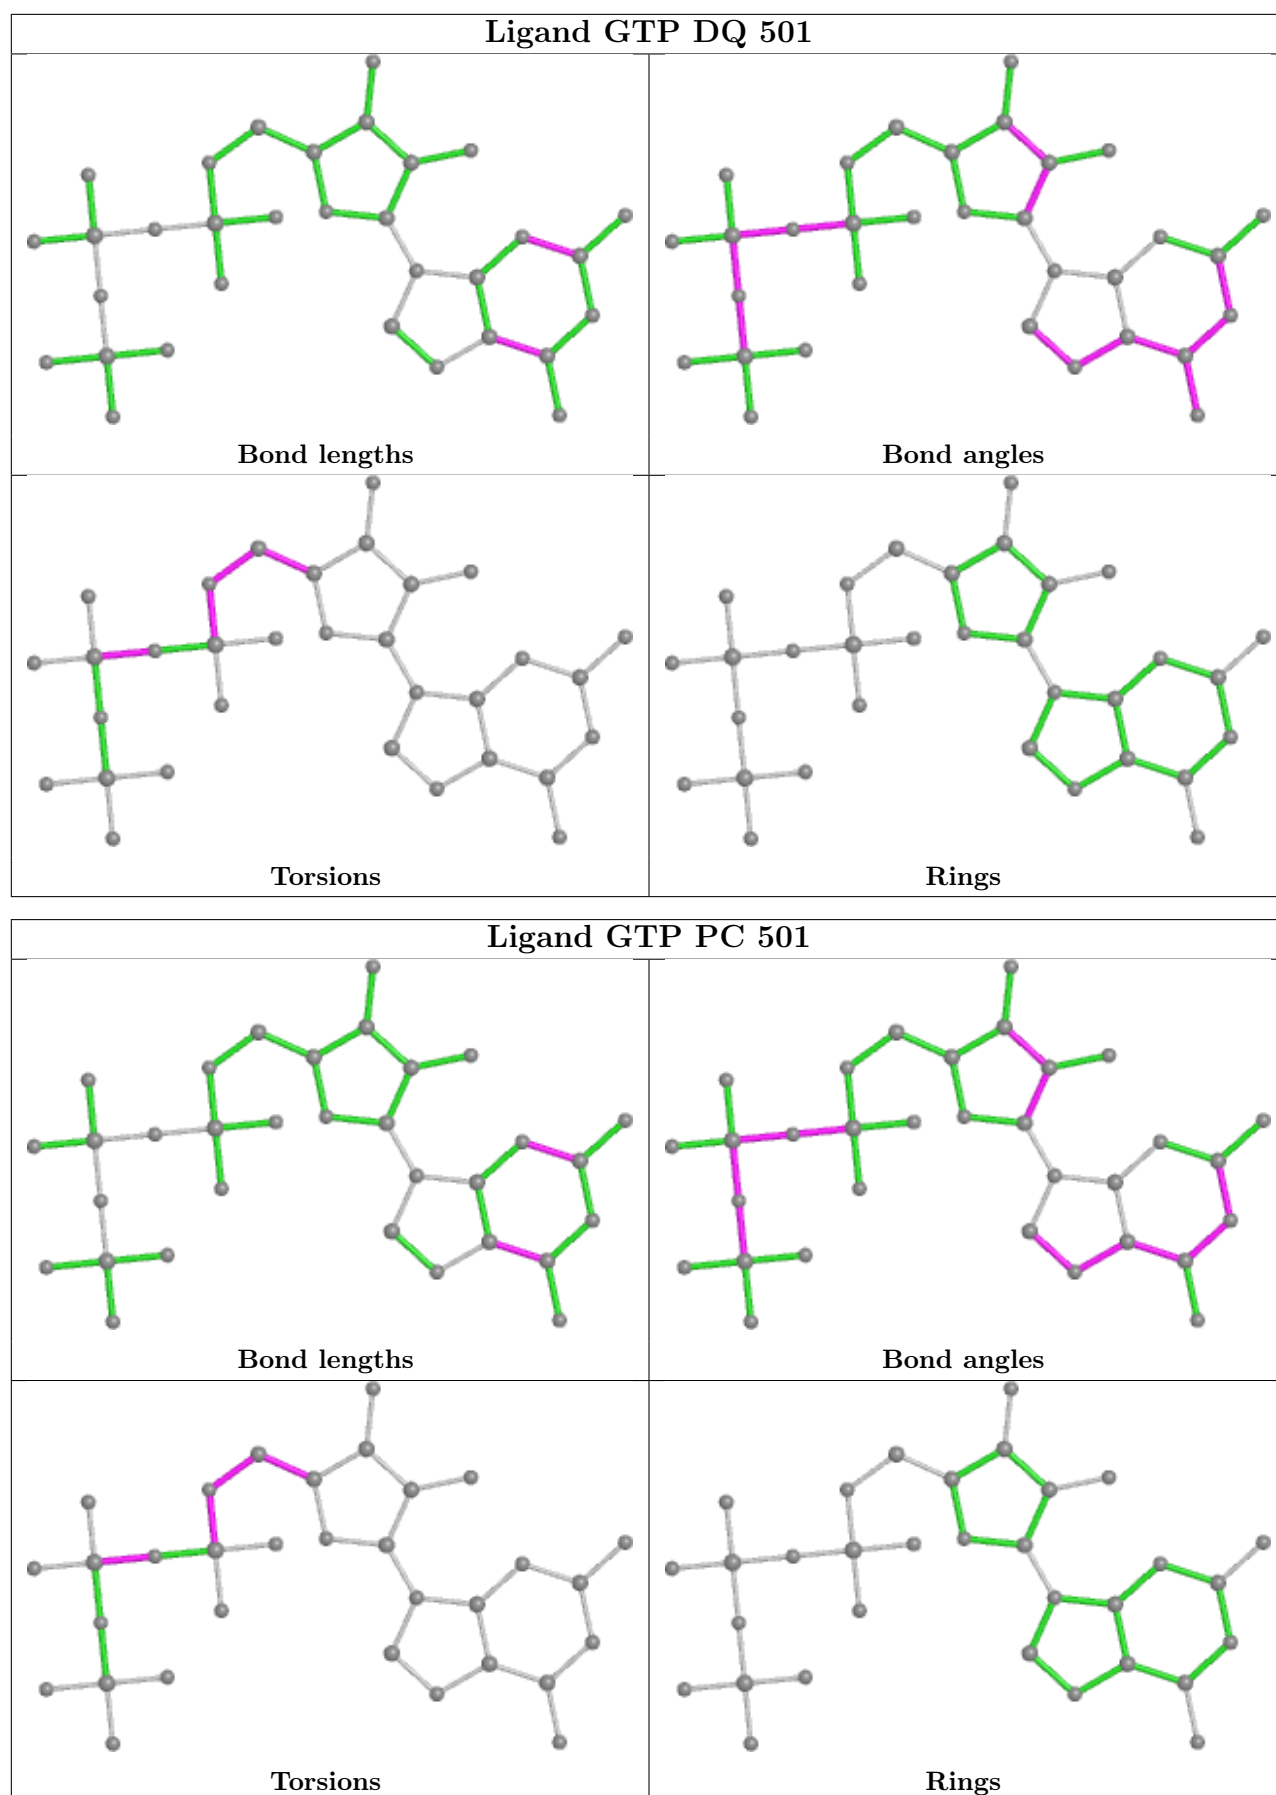 Ligand GTP DQ 501
Bond lengths
Bond angles
Torsions
Rings
Ligand GTP PC 501
Bond lengths
Bond angles
Torsions
Rings